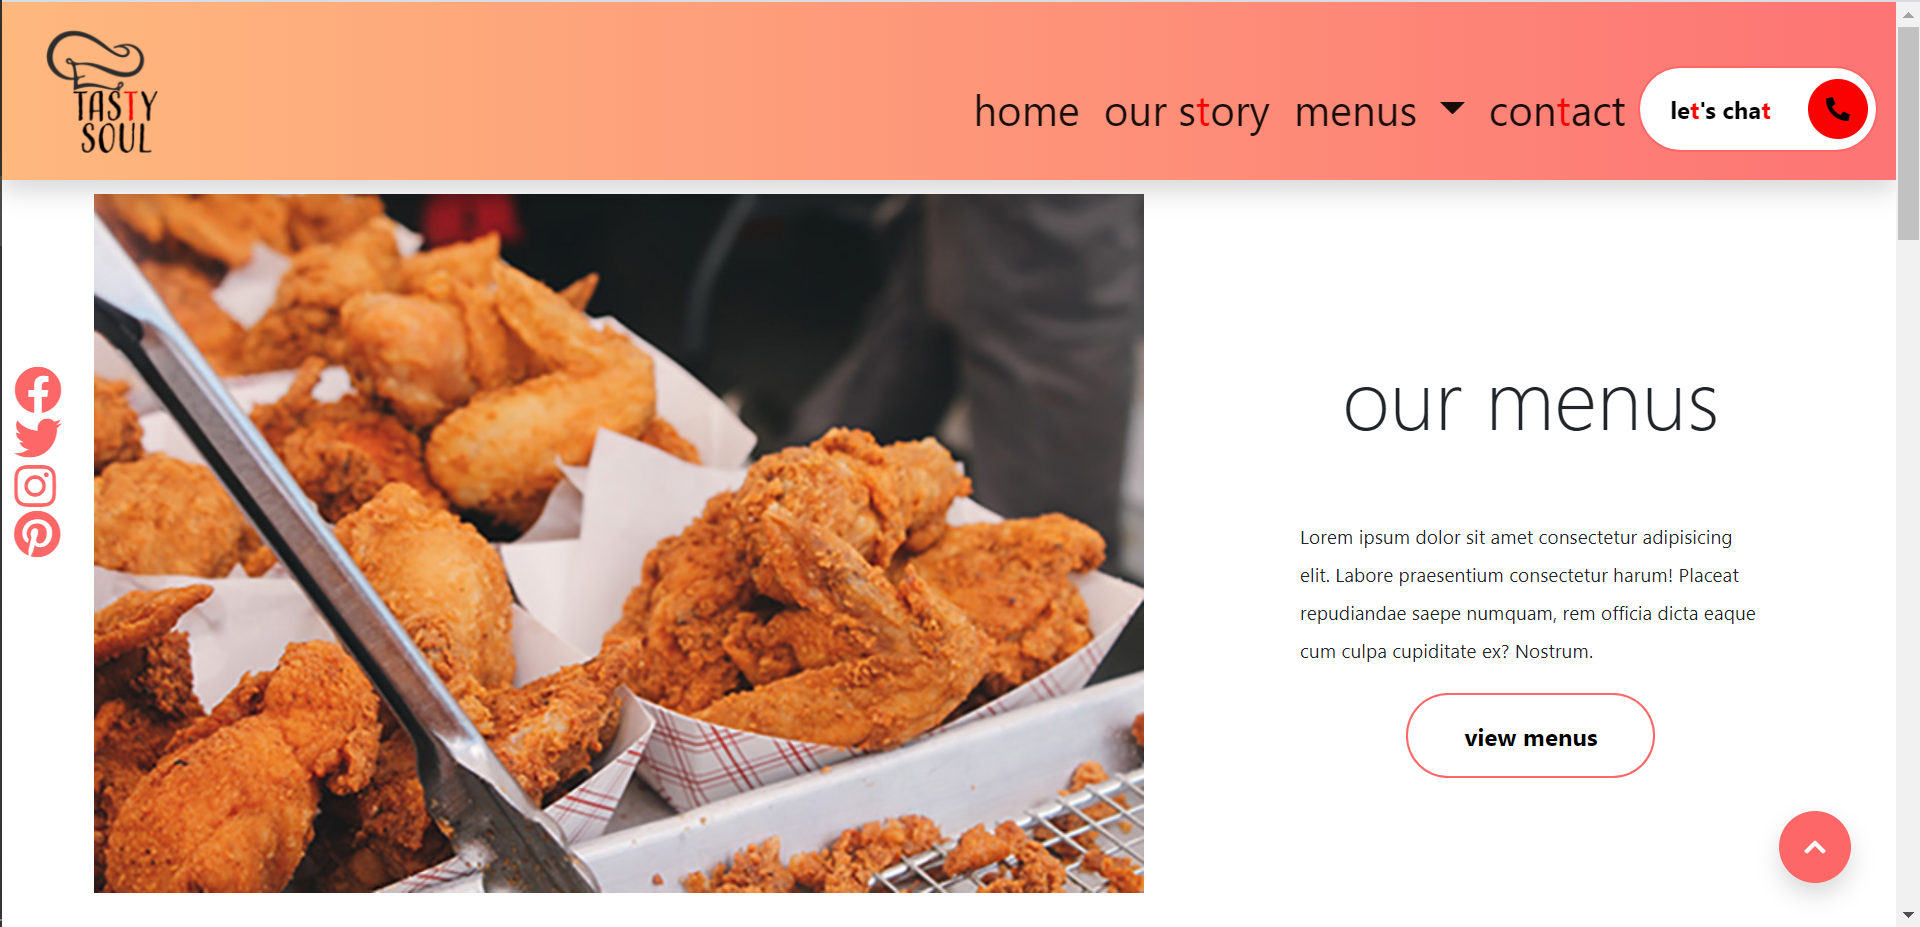 TASTY
SOUL
home our story menus contact let's chat
our menus
Lorem ipsum dolor sit amet consectetur adipisicing
elit. Labore praesentium consectetur harum! Placeat
repudiandae saepe numquam, rem officia dicta eaque
cum culpa cupiditate ex? Nostrum.
view menus